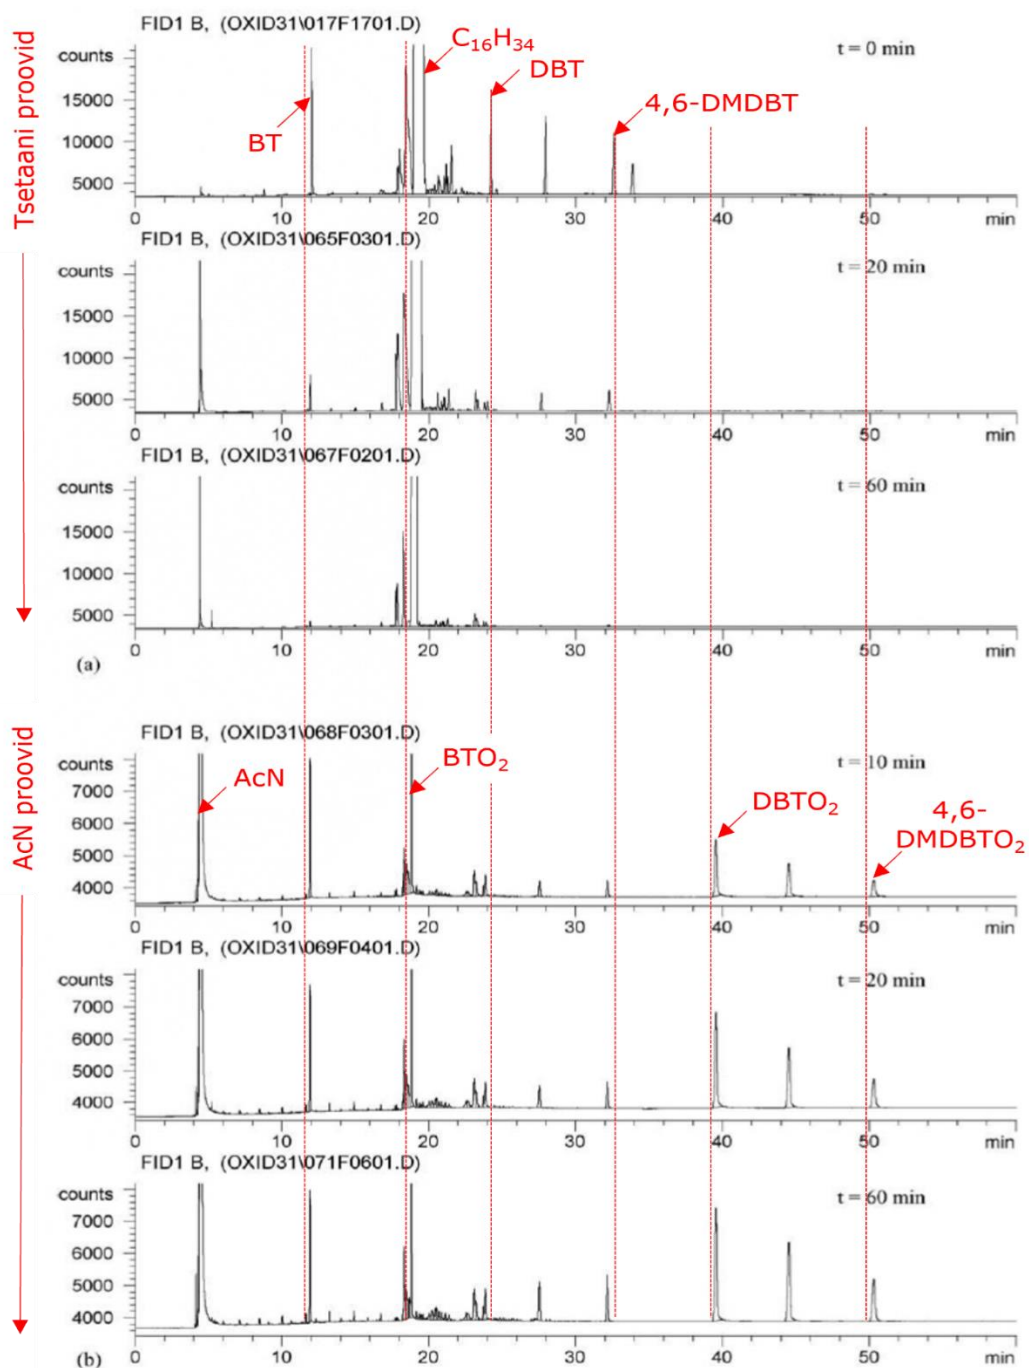 Tsetaani proovid
FID1 B, (OXID31\017F1701.D)
C₁₆H₃₄
t = 0 min
counts
DBT
15000
4,6-DMDBT
BT
10000
5000
0 10 20 30 40 50 min
FID1 B, (OXID31\065F0301.D)
counts
t = 20 min
15000
10000
5000
0 10 20 30 40 50 min
FID1 B, (OXID31\067F0201.D)
counts
t = 60 min
15000
10000
5000
0 10 20 30 40 50 min
(a)
AcN proovid
FID1 B, (OXID31\068F0301.D)
counts
BTO₂
t = 10 min
AcN
7000
DBTO₂
6000
4,6-
DMDBTO₂
5000
4000
0 10 20 30 40 50 min
FID1 B, (OXID31\069F0401.D)
counts
t = 20 min
7000
6000
5000
4000
0 10 20 30 40 50 min
FID1 B, (OXID31\071F0601.D)
counts
t = 60 min
7000
6000
5000
4000
0 10 20 30 40 50 min
(b)